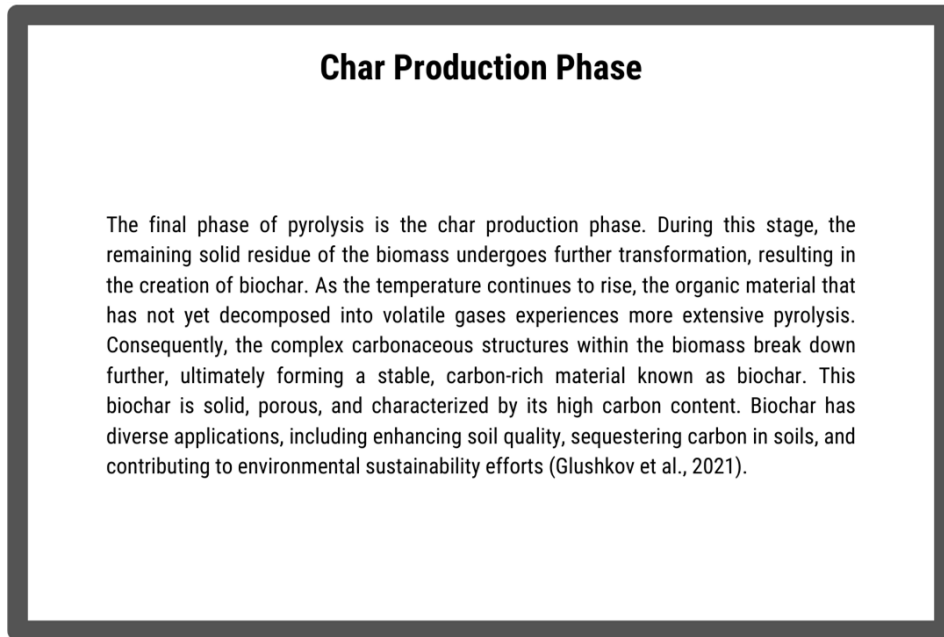 Char Production Phase
The final phase of pyrolysis is the char production phase. During this stage, the
remaining solid residue of the biomass undergoes further transformation, resulting in
the creation of biochar. As the temperature continues to rise, the organic material that
has not yet decomposed into volatile gases experiences more extensive pyrolysis.
Consequently, the complex carbonaceous structures within the biomass break down
further, ultimately forming a stable, carbon-rich material known as biochar. This
biochar is solid, porous, and characterized by its high carbon content. Biochar has
diverse applications, including enhancing soil quality, sequestering carbon in soils, and
contributing to environmental sustainability efforts (Glushkov et al., 2021).